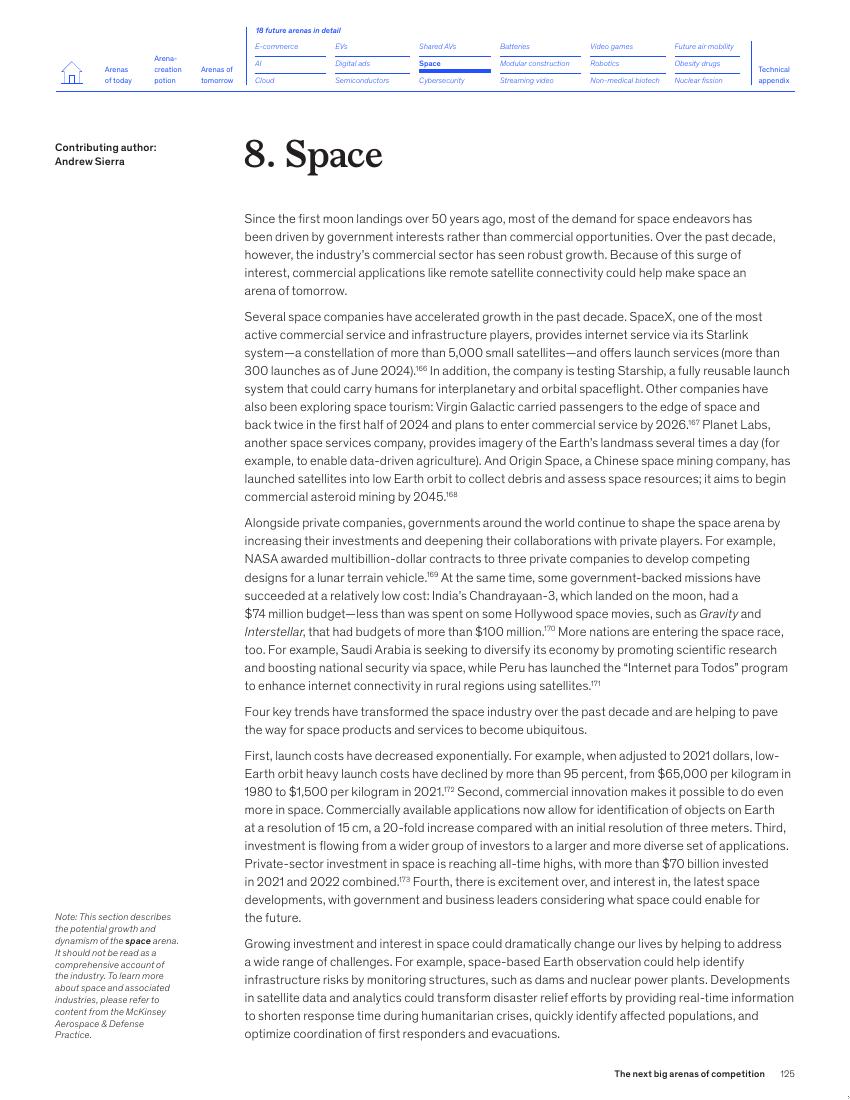 18 future arenas in detail
Arenas
of today
Arena-
creation
potion
Arenas of
tomorrow
E-commerce
EVs
Shared AVs
Batteries
Video games
Future air mobility
AI
Digital ads
Space
Modular construction
Robotics
Obesity drugs
Cloud
Semiconductors
Cybersecurity
Streaming video
Non-medical biotech
Nuclear fission
Technical
appendix
Contributing author:
Andrew Sierra
8. Space
Since the first moon landings over 50 years ago, most of the demand for space endeavors has
been driven by government interests rather than commercial opportunities. Over the past decade,
however, the industry's commercial sector has seen robust growth. Because of this surge of
interest, commercial applications like remote satellite connectivity could help make space an
arena of tomorrow.
Several space companies have accelerated growth in the past decade. SpaceX, one of the most
active commercial service and infrastructure players, provides internet service via its Starlink
system—a constellation of more than 5,000 small satellites—and offers launch services (more than
300 launches as of June 2024).166 In addition, the company is testing Starship, a fully reusable launch
system that could carry humans for interplanetary and orbital spaceflight. Other companies have
also been exploring space tourism: Virgin Galactic carried passengers to the edge of space and
back twice in the first half of 2024 and plans to enter commercial service by 2026.167 Planet Labs,
another space services company, provides imagery of the Earth's landmass several times a day (for
example, to enable data-driven agriculture). And Origin Space, a Chinese space mining company, has
launched satellites into low Earth orbit to collect debris and assess space resources; it aims to begin
commercial asteroid mining by 2045.168
Alongside private companies, governments around the world continue to shape the space arena by
increasing their investments and deepening their collaborations with private players. For example,
NASA awarded multibillion-dollar contracts to three private companies to develop competing
designs for a lunar terrain vehicle.169 At the same time, some government-backed missions have
succeeded at a relatively low cost: India's Chandrayaan-3, which landed on the moon, had a
$74 million budget—less than was spent on some Hollywood space movies, such as Gravity and
Interstellar, that had budgets of more than $100 million.170 More nations are entering the space race,
too. For example, Saudi Arabia is seeking to diversify its economy by promoting scientific research
and boosting national security via space, while Peru has launched the "Internet para Todos" program
to enhance internet connectivity in rural regions using satellites.171
Four key trends have transformed the space industry over the past decade and are helping to pave
the way for space products and services to become ubiquitous.
First, launch costs have decreased exponentially. For example, when adjusted to 2021 dollars, low-
Earth orbit heavy launch costs have declined by more than 95 percent, from $65,000 per kilogram in
1980 to $1,500 per kilogram in 2021.172 Second, commercial innovation makes it possible to do even
more in space. Commercially available applications now allow for identification of objects on Earth
at a resolution of 15 cm, a 20-fold increase compared with an initial resolution of three meters. Third,
investment is flowing from a wider group of investors to a larger and more diverse set of applications.
Private-sector investment in space is reaching all-time highs, with more than $70 billion invested
in 2021 and 2022 combined.173 Fourth, there is excitement over, and interest in, the latest space
developments, with government and business leaders considering what space could enable for
the future.
Growing investment and interest in space could dramatically change our lives by helping to address
a wide range of challenges. For example, space-based Earth observation could help identify
infrastructure risks by monitoring structures, such as dams and nuclear power plants. Developments
in satellite data and analytics could transform disaster relief efforts by providing real-time information
to shorten response time during humanitarian crises, quickly identify affected populations, and
optimize coordination of first responders and evacuations.
Note: This section describes
the potential growth and
dynamism of the space arena.
It should not be read as a
comprehensive account of
the industry. To learn more
about space and associated
industries, please refer to
content from the McKinsey
Aerospace & Defense
Practice.
The next big arenas of competition 125